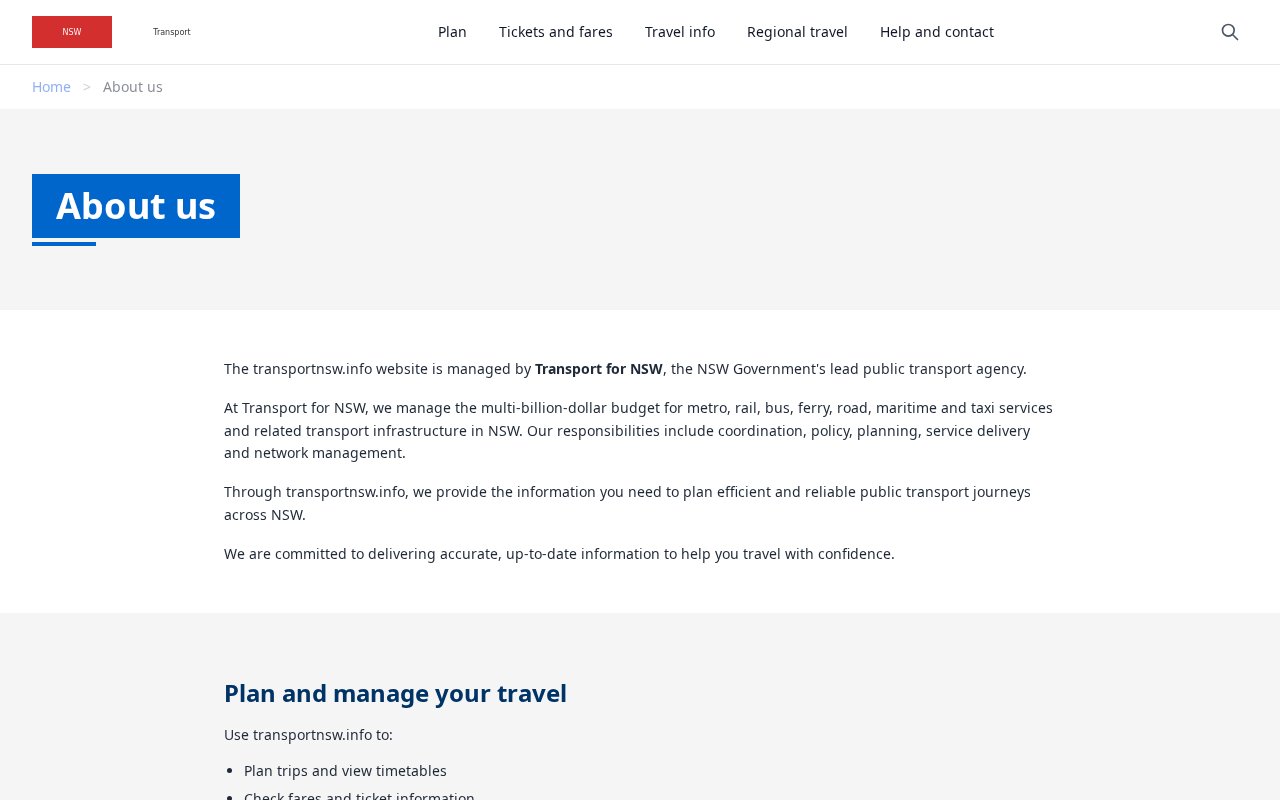 NSW
Transport
Plan
Tickets and fares
Travel info
Regional travel
Help and contact
Home > About us
About us
The transportnsw.info website is managed by Transport for NSW, the NSW Government's lead public transport agency.
At Transport for NSW, we manage the multi-billion-dollar budget for metro, rail, bus, ferry, road, maritime and taxi services
and related transport infrastructure in NSW. Our responsibilities include coordination, policy, planning, service delivery
and network management.
Through transportnsw.info, we provide the information you need to plan efficient and reliable public transport journeys
across NSW.
We are committed to delivering accurate, up-to-date information to help you travel with confidence.
Plan and manage your travel
Use transportnsw.info to:
• Plan trips and view timetables
• Check fares and ticket information